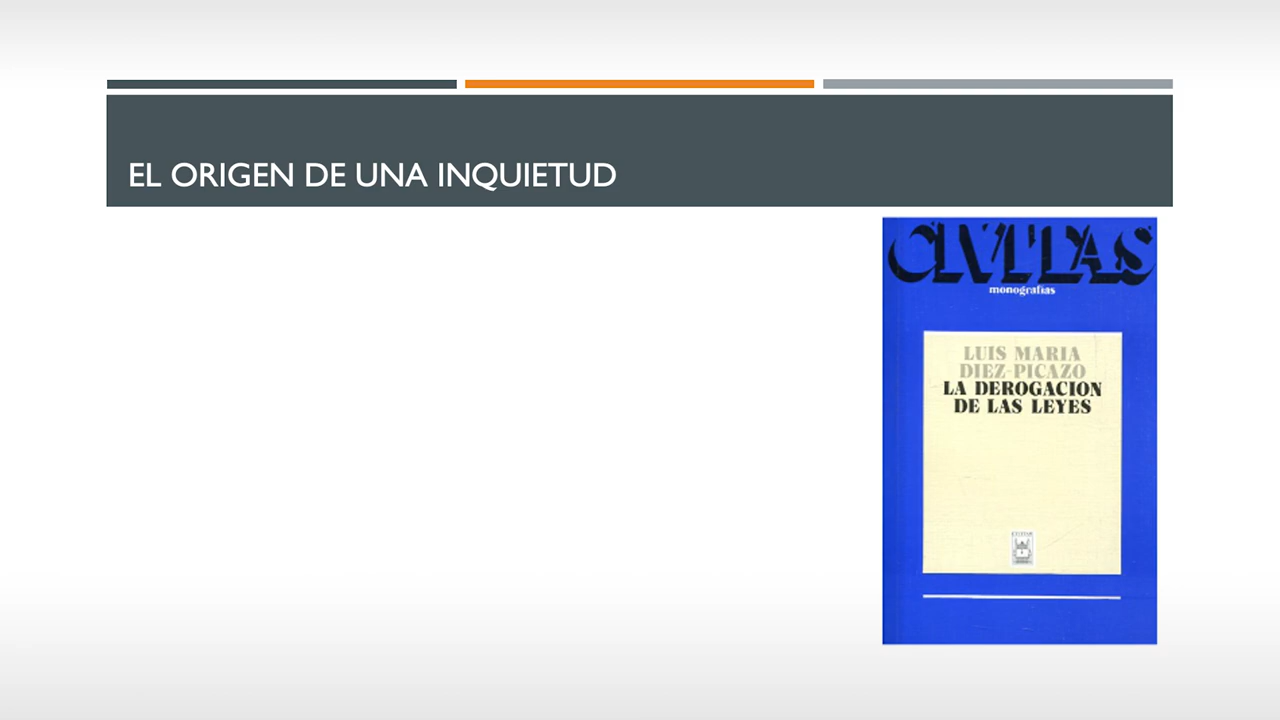 EL ORIGEN DE UNA INQUIETUD
CIVITAS
monografías
LUIS MARIA
DIEZ-PICAZO
LA DEROGACION
DE LAS LEYES